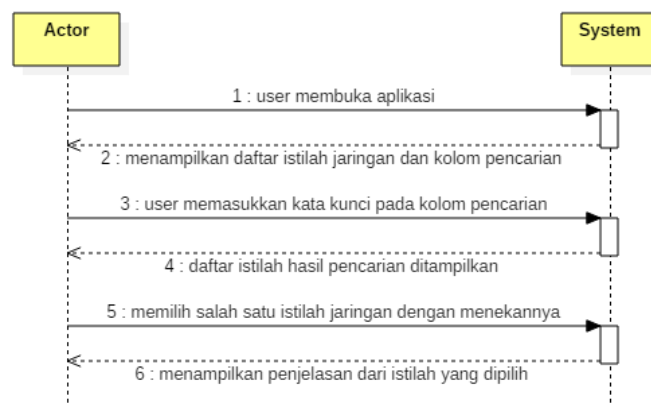 Actor
System
1 : user membuka aplikasi
2 : menampilkan daftar istilah jaringan dan kolom pencarian
3 : user memasukkan kata kunci pada kolom pencarian
4 : daftar istilah hasil pencarian ditampilkan
5 : memilih salah satu istilah jaringan dengan menekannya
6 : menampilkan penjelasan dari istilah yang dipilih